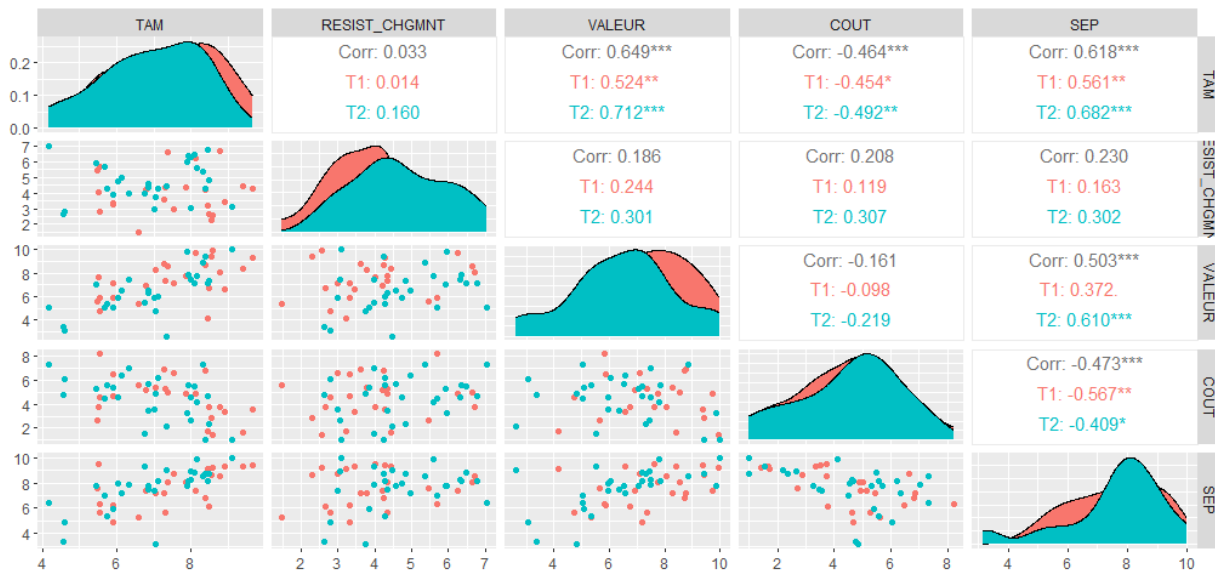 TAM RESIST_CHGMNT VALEUR COUT SEP
0.2
0.1
0.0
Corr: 0.033
T1: 0.014
T2: 0.160
Corr: 0.649***
T1: 0.524**
T2: 0.712***
Corr: -0.464***
T1: -0.454*
T2: -0.492**
Corr: 0.618***
T1: 0.561**
T2: 0.682***
TAM
7
6
5
4
3
2
Corr: 0.186
T1: 0.244
T2: 0.301
Corr: 0.208
T1: 0.119
T2: 0.307
Corr: 0.230
T1: 0.163
T2: 0.302
ESIST_CHGMN
10
8
6
4
Corr: -0.161
T1: -0.098
T2: -0.219
Corr: 0.503***
T1: 0.372.
T2: 0.610***
VALEUR
8
6
4
2
Corr: -0.473***
T1: -0.567**
T2: -0.409*
COUT
10
8
6
4
SEP
4 6 8 2 3 4 5 6 7 4 6 8 10 2 4 6 8 4 6 8 10